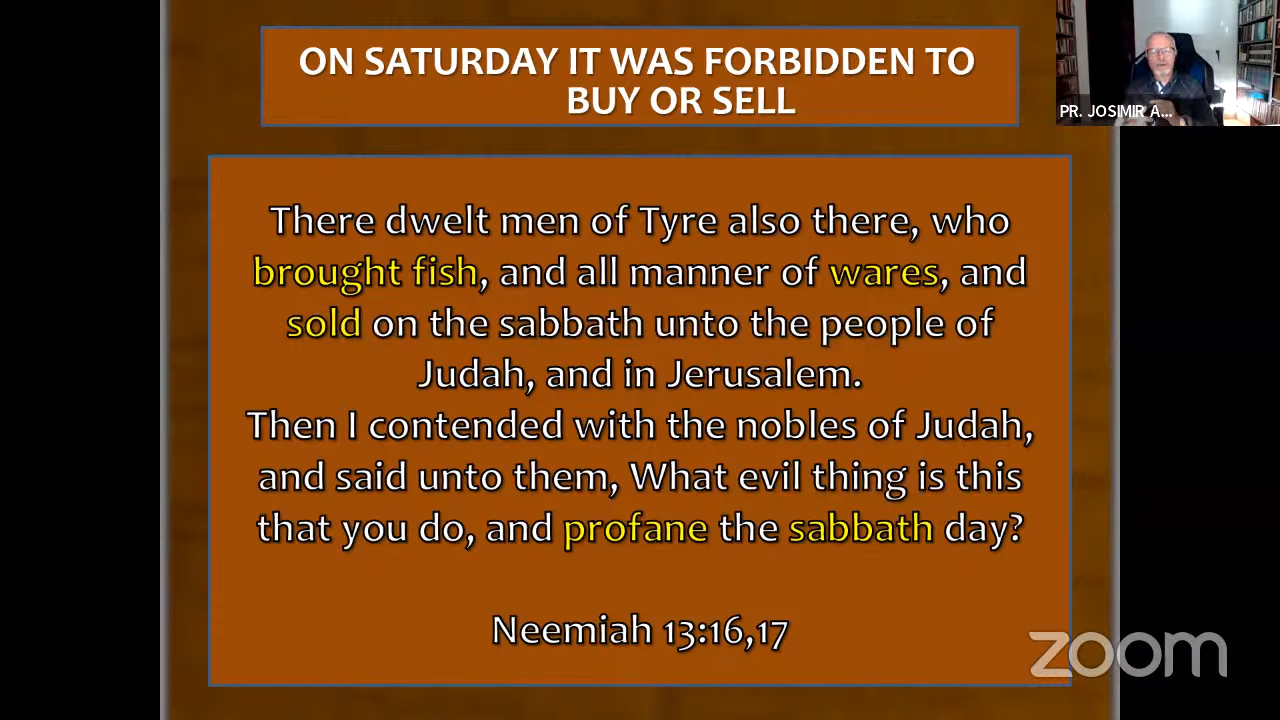 ON SATURDAY IT WAS FORBIDDEN TO
BUY OR SELL
PR. JOSIMIR A...
There dwelt men of Tyre also there, who
brought fish, and all manner of wares, and
sold on the sabbath unto the people of
Judah, and in Jerusalem.
Then I contended with the nobles of Judah,
and said unto them, What evil thing is this
that you do, and profane the sabbath day?
Neemiah 13:16,17
zoom